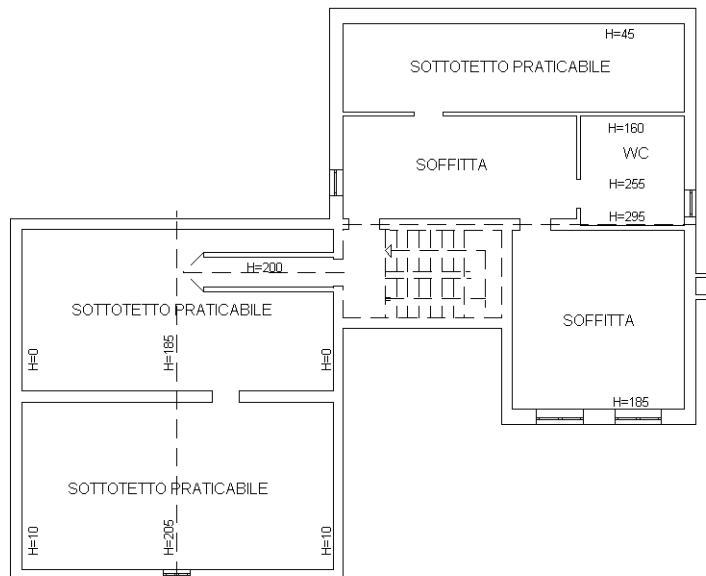 H=45
SOTTOTETTO PRATICABILE
H=160
WC
SOFFITTA
H=255
H=295
H=200
SOTTOTETTO PRATICABILE
SOFFITTA
H=0
H=185
H=0
H=185
SOTTOTETTO PRATICABILE
H=10
H=205
H=10